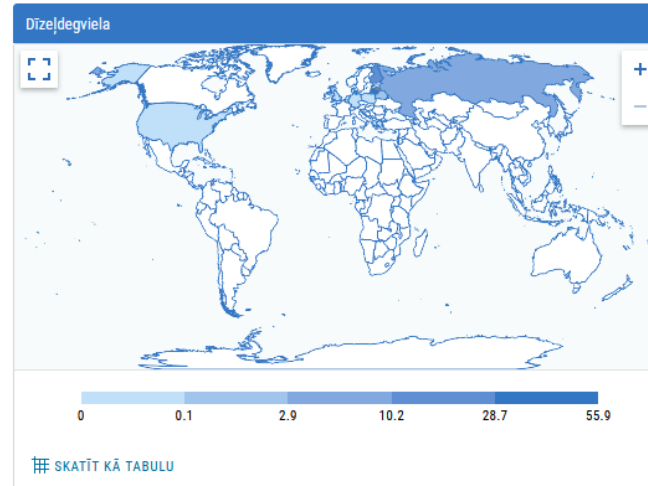 Dīzeļdegviela
+
−
0 0.1 2.9 10.2 28.7 55.9
SKATĪT KĀ TABULU